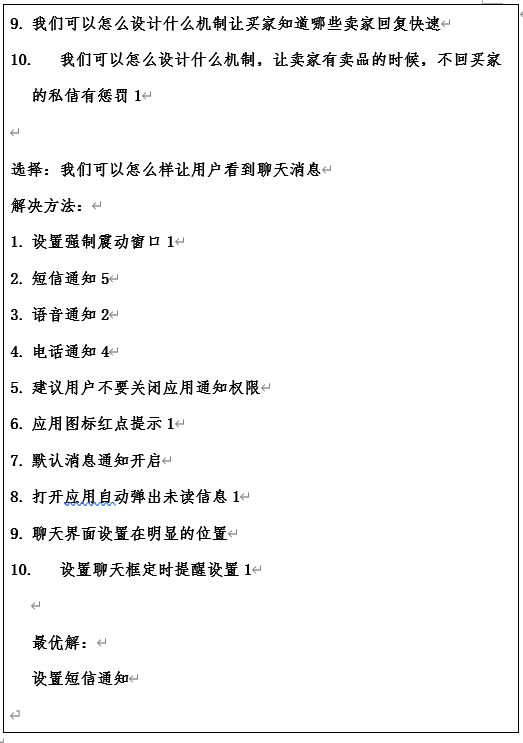 9. 我们可以怎么设计什么机制让买家知道哪些卖家回复快速
10. 我们可以怎么设计什么机制，让卖家有卖品的时候，不回买家
的私信有惩罚 1
选择：我们可以怎么样让用户看到聊天消息
解决方法：
1. 设置强制震动窗口 1
2. 短信通知 5
3. 语音通知 2
4. 电话通知 4
5. 建议用户不要关闭应用通知权限
6. 应用图标红点提示 1
7. 默认消息通知开启
8. 打开应用自动弹出未读信息 1
9. 聊天界面设置在明显的位置
10. 设置聊天框定时提醒设置 1
最优解：
设置短信通知